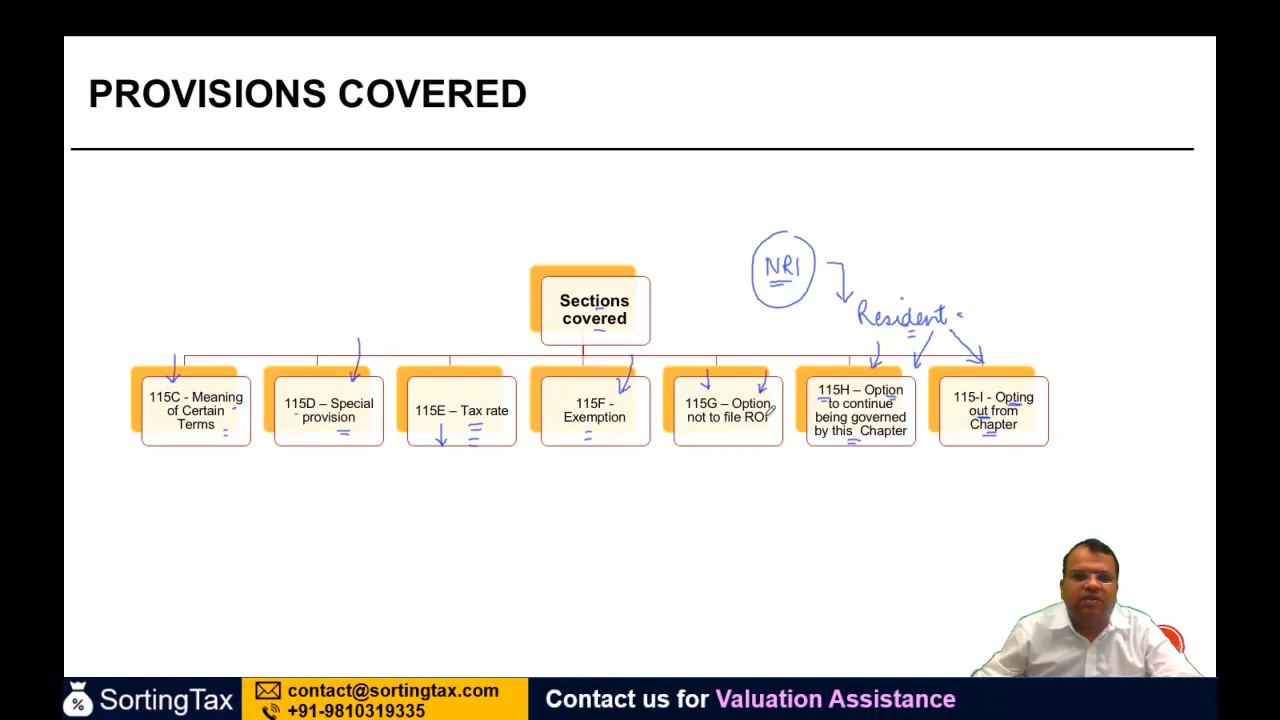 PROVISIONS COVERED
NRI
Sections
covered
Resident -
115C - Meaning
of Certain
Terms
115D – Special
provision
115E – Tax rate
115F -
Exemption
115G – Option
not to file ROI
115H – Option
to continue
being governed
by this Chapter
115-I - Opting
out from
Chapter
SortingTax
contact@sortingtax.com
+91-9810319335
Contact us for Valuation Assistance